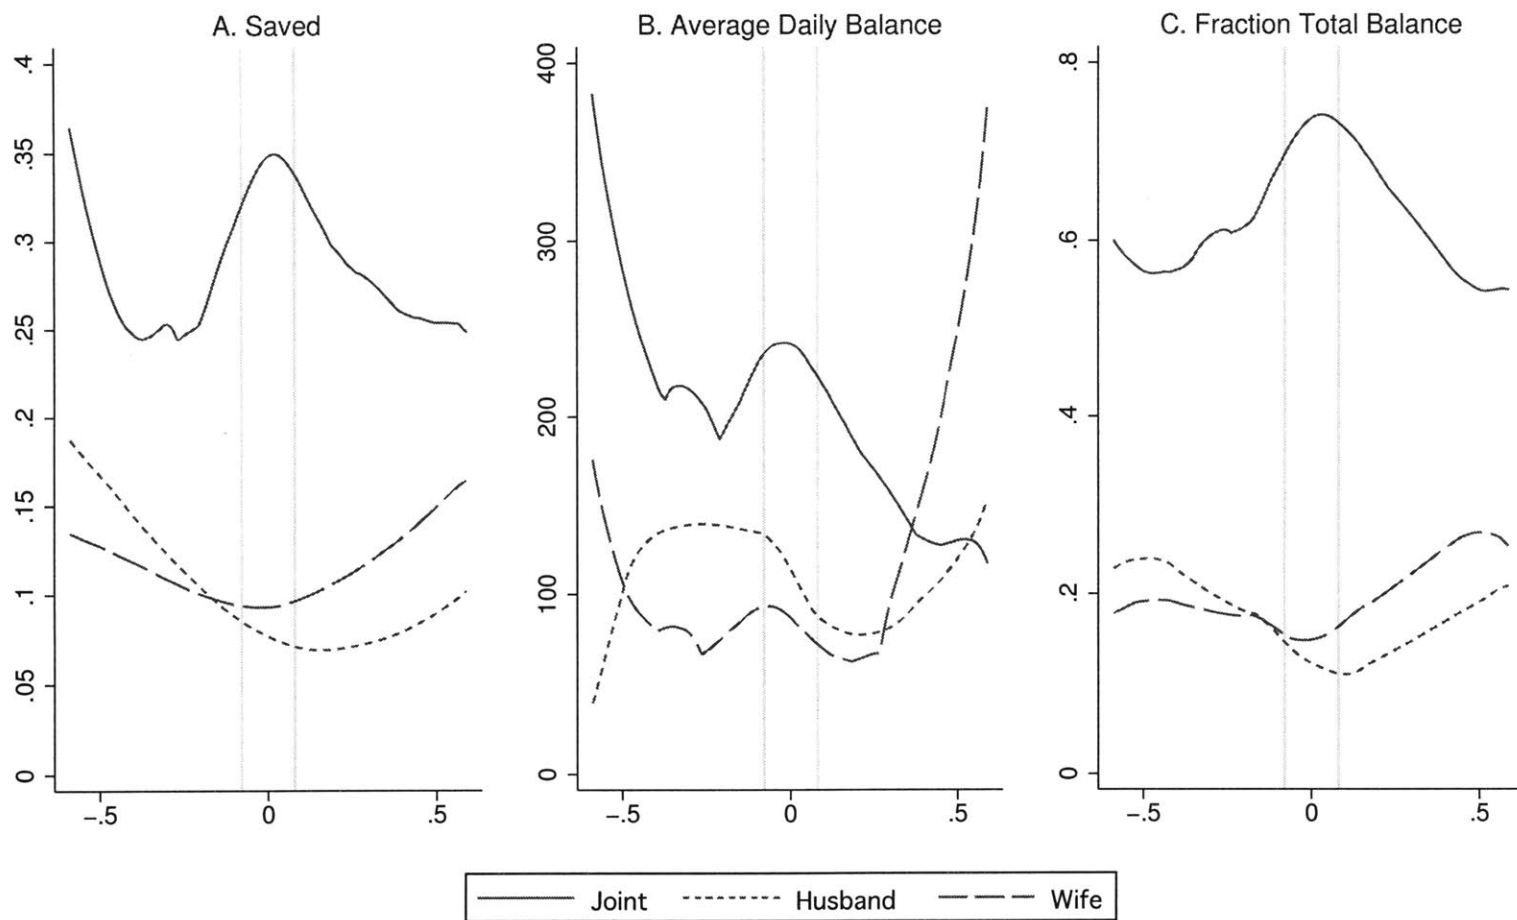 A. Saved
.4
.35
.3
.25
.2
.15
.1
.05
0
–.5 0 .5
B. Average Daily Balance
400
300
200
100
0
–.5 0 .5
C. Fraction Total Balance
.8
.6
.4
.2
0
–.5 0 .5
Joint Husband Wife